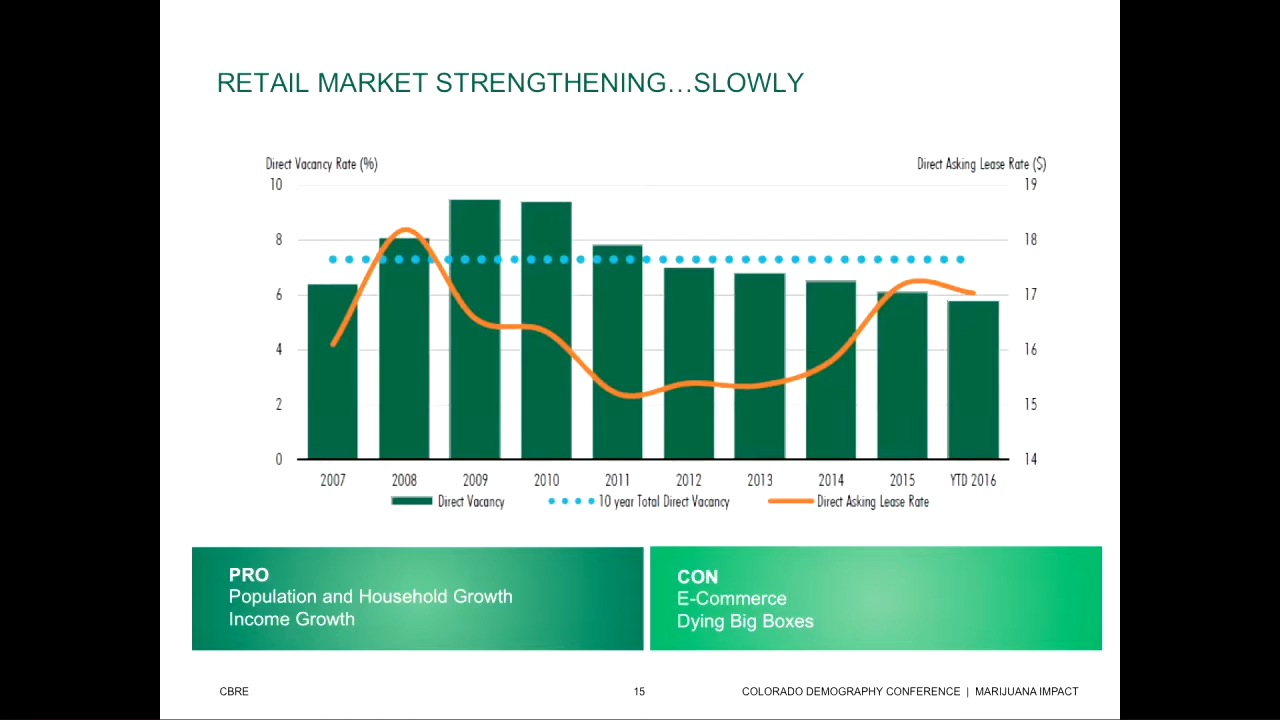 RETAIL MARKET STRENGTHENING...SLOWLY
Direct Vacancy Rate (%)
Direct Asking Lease Rate ($)
10
19
8
18
6
17
4
16
2
15
0
14
2007 2008 2009 2010 2011 2012 2013 2014 2015 YTD 2016
Direct Vacancy 10 year Total Direct Vacancy Direct Asking Lease Rate
PRO
Population and Household Growth
Income Growth
CON
E-Commerce
Dying Big Boxes
CBRE 15 COLORADO DEMOGRAPHY CONFERENCE | MARIJUANA IMPACT